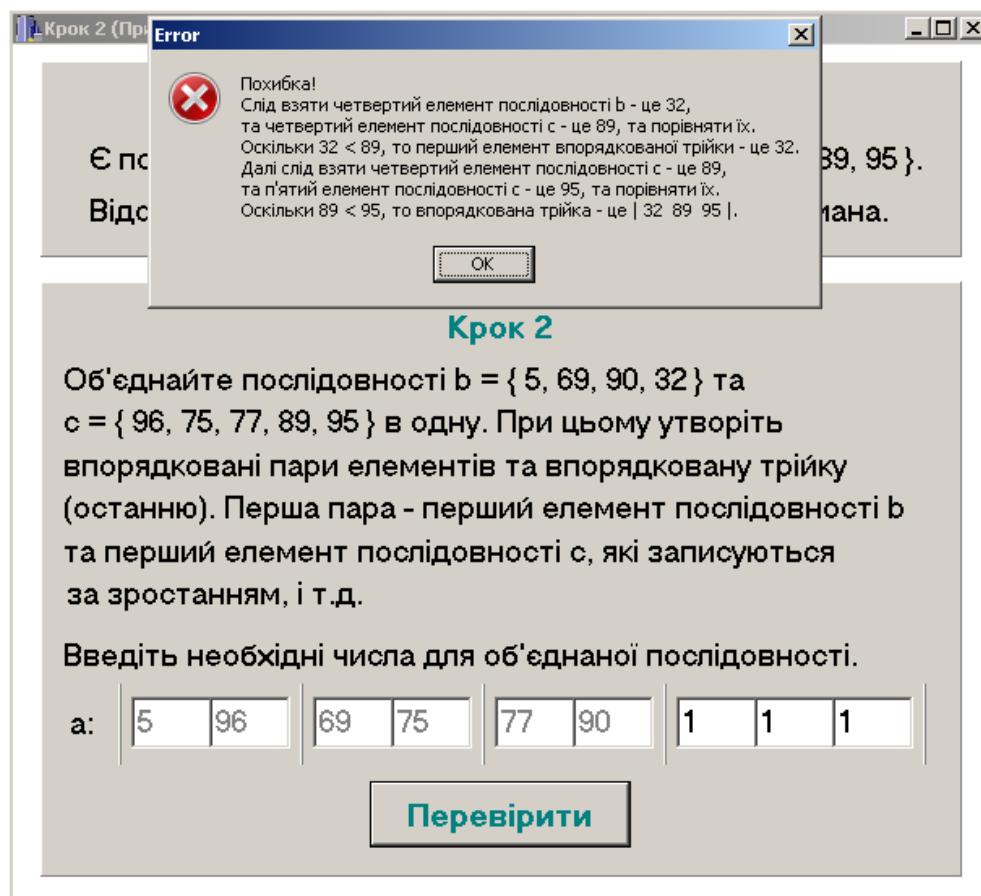 Крок 2 (При
Error
Похибка!
Слід взяти четвертий елемент послідовності b - це 32,
та четвертий елемент послідовності с - це 89, та порівняти їх.
Оскільки 32 < 89, то перший елемент впорядкованої трійки - це 32.
Далі слід взяти четвертий елемент послідовності с - це 89,
та п'ятий елемент послідовності с - це 95, та порівняти їх.
Оскільки 89 < 95, то впорядкована трійка - це | 32 89 95 |.
OK
Є по 89, 95 }.
Відс мана.
Крок 2
Об'єднайте послідовності b = { 5, 69, 90, 32 } та
с = { 96, 75, 77, 89, 95 } в одну. При цьому утворіть
впорядковані пари елементів та впорядковану трійку
(останню). Перша пара - перший елемент послідовності b
та перший елемент послідовності с, які записуються
за зростанням, і т.д.
Введіть необхідні числа для об'єднаної послідовності.
а: 5 96 69 75 77 90 1 1 1
Перевірити